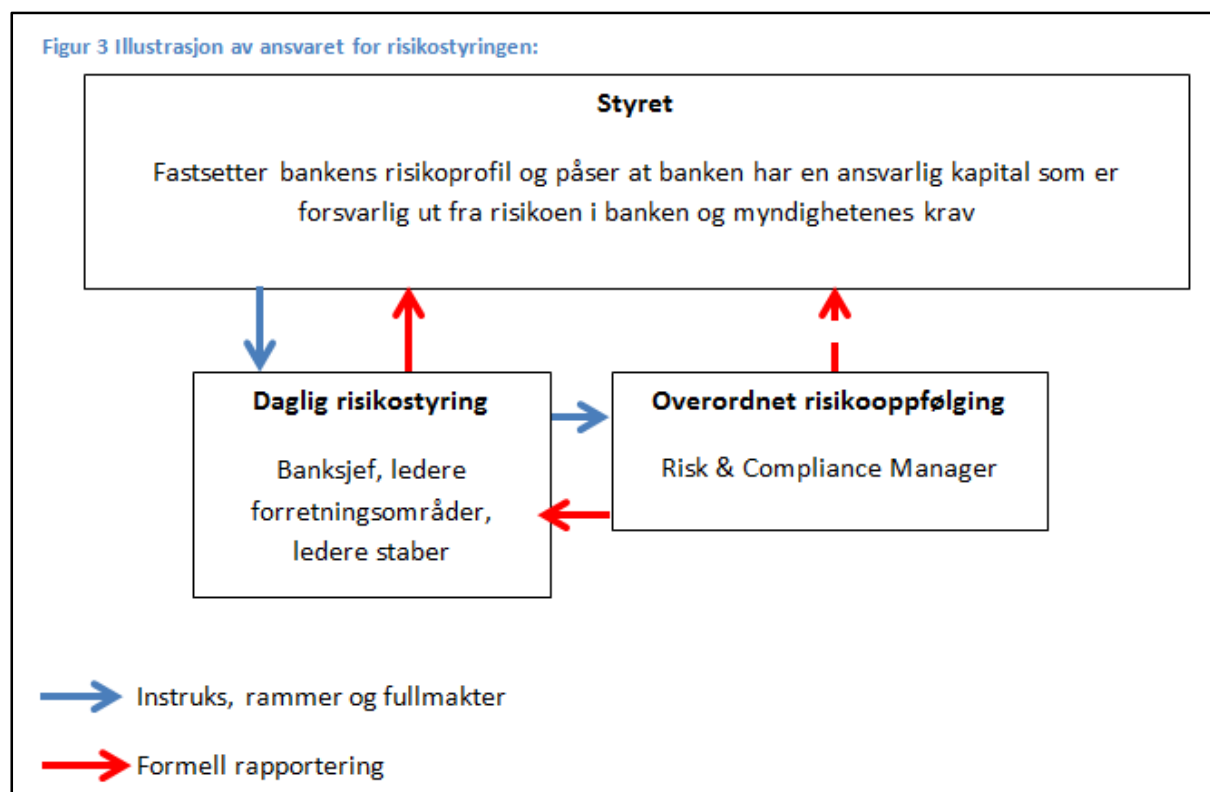 Figur 3 Illustrasjon av ansvaret for risikostyringen:
Styret
Fastsetter bankens risikoprofil og påser at banken har en ansvarlig kapital som er
forsvarlig ut fra risikoen i banken og myndighetenes krav
Daglig risikostyring
Banksjef, ledere
forretningsområder,
ledere staber
Overordnet risikooppfølging
Risk & Compliance Manager
Instruks, rammer og fullmakter
Formell rapportering